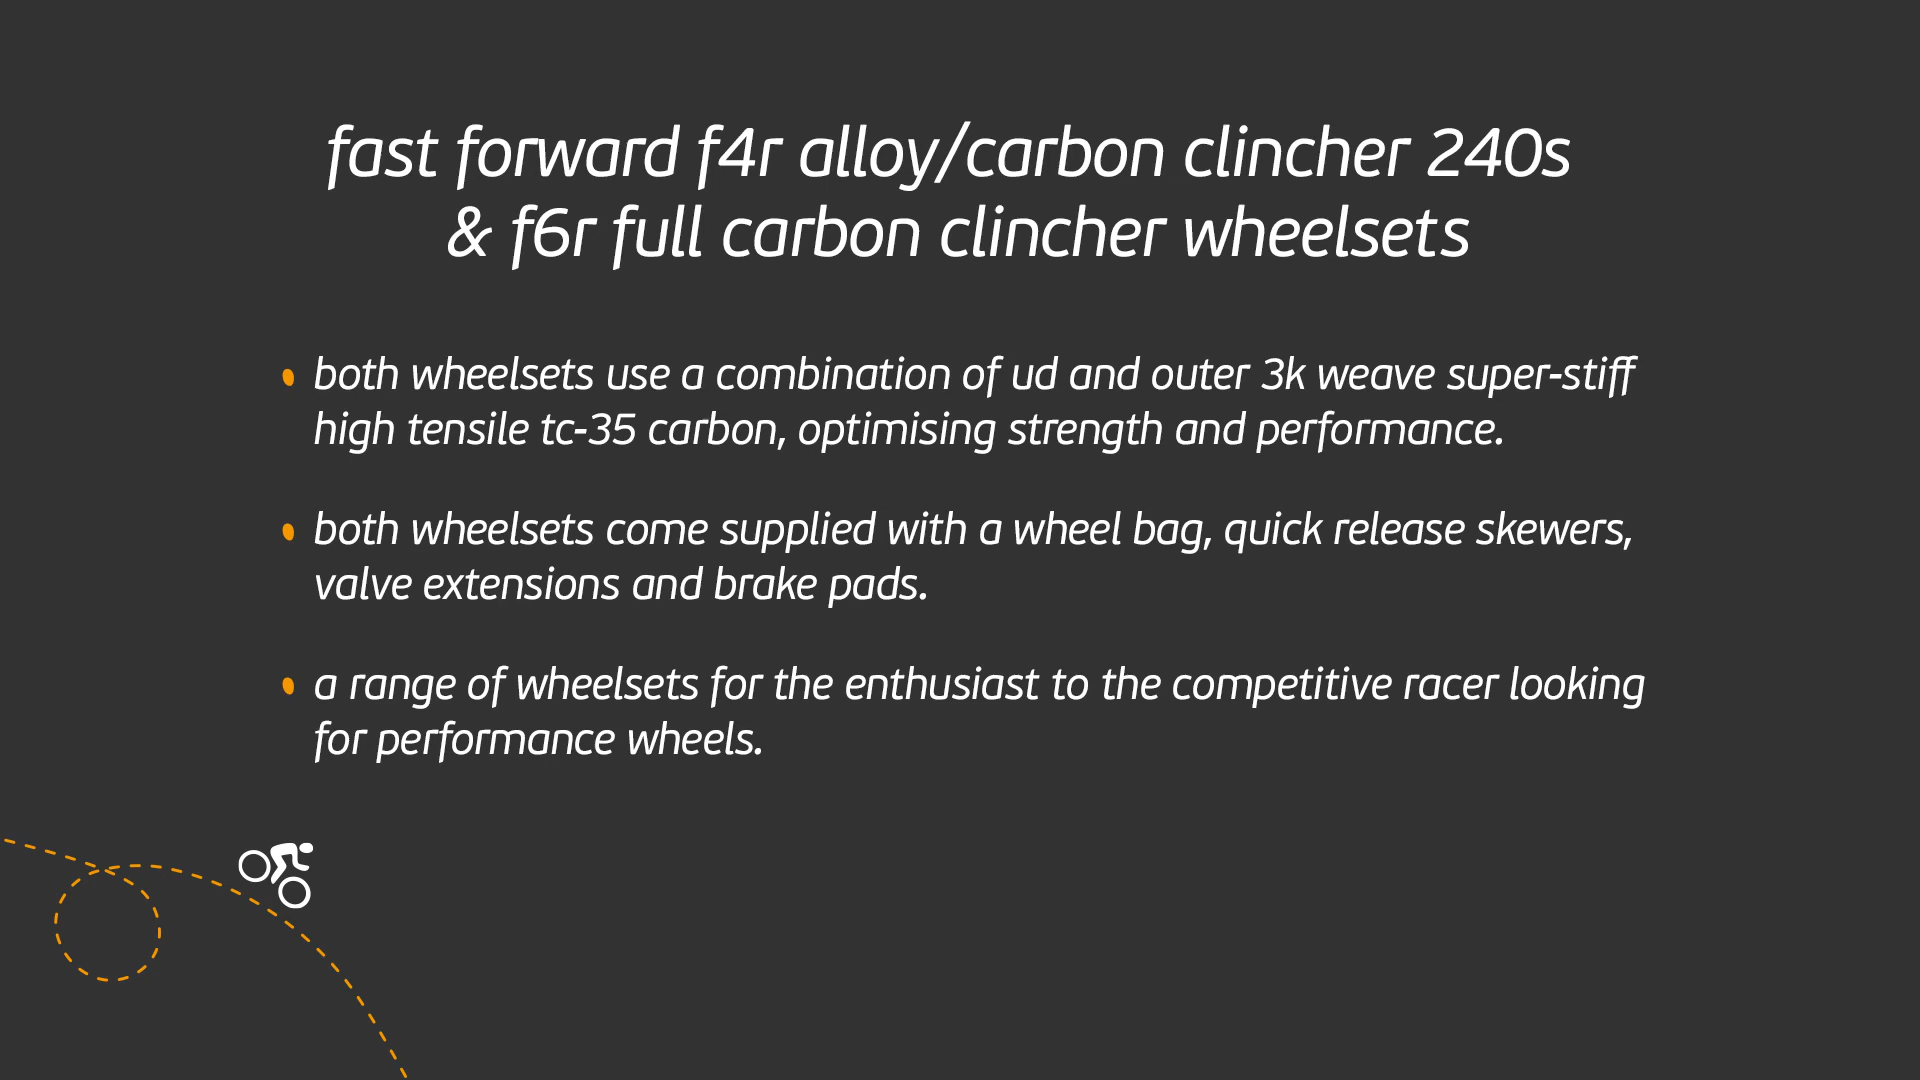 fast forward f4r alloy/carbon clincher 240s
& f6r full carbon clincher wheelsets
• both wheelsets use a combination of ud and outer 3k weave super-stiff
high tensile tc-35 carbon, optimising strength and performance.
• both wheelsets come supplied with a wheel bag, quick release skewers,
valve extensions and brake pads.
• a range of wheelsets for the enthusiast to the competitive racer looking
for performance wheels.